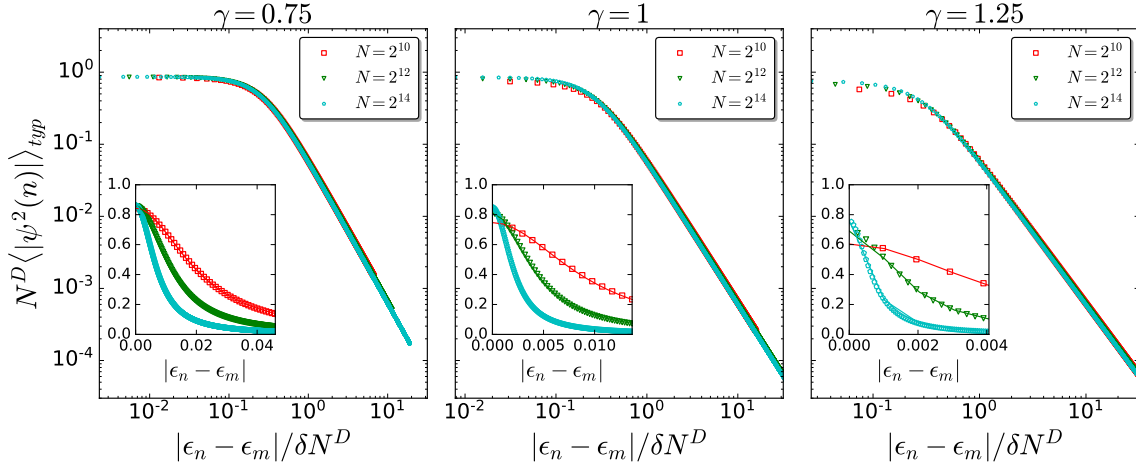 γ = 0.75
γ = 1
γ = 1.25
N^D⟨|ψ²(n)|⟩_typ
10^0
10^-1
10^-2
10^-3
10^-4
N = 2^10
N = 2^12
N = 2^14
1.0
0.8
0.6
0.4
0.2
0.0
0.00 0.02 0.04
|ϵ_n − ϵ_m|
10^-2 10^-1 10^0 10^1
|ϵ_n − ϵ_m|/δN^D
N = 2^10
N = 2^12
N = 2^14
1.0
0.8
0.6
0.4
0.2
0.0
0.000 0.005 0.010
|ϵ_n − ϵ_m|
10^-2 10^-1 10^0 10^1
|ϵ_n − ϵ_m|/δN^D
N = 2^10
N = 2^12
N = 2^14
1.0
0.8
0.6
0.4
0.2
0.0
0.000 0.002 0.004
|ϵ_n − ϵ_m|
10^-1 10^0 10^1
|ϵ_n − ϵ_m|/δN^D